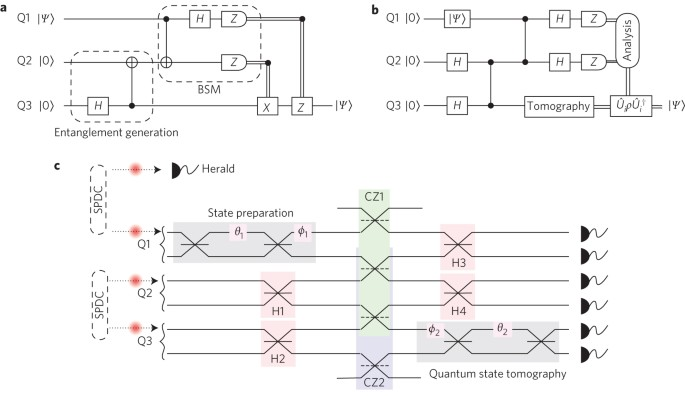 a
Q1 |Ψ⟩ H Z
Q2 |0⟩ Z
BSM
Q3 |0⟩ H X Z |Ψ⟩
Entanglement generation
b
Q1 |0⟩ |Ψ⟩ H Z
Analysis
Q2 |0⟩ H H Z
Q3 |0⟩ H Tomography ÛᵢρÛᵢ† |Ψ⟩
c
SPDC
Herald
State preparation
CZ1
Q1 θ₁ ϕ₁
H3
SPDC
Q2
H1 H4
Q3
ϕ₂ θ₂
H2
CZ2
Quantum state tomography